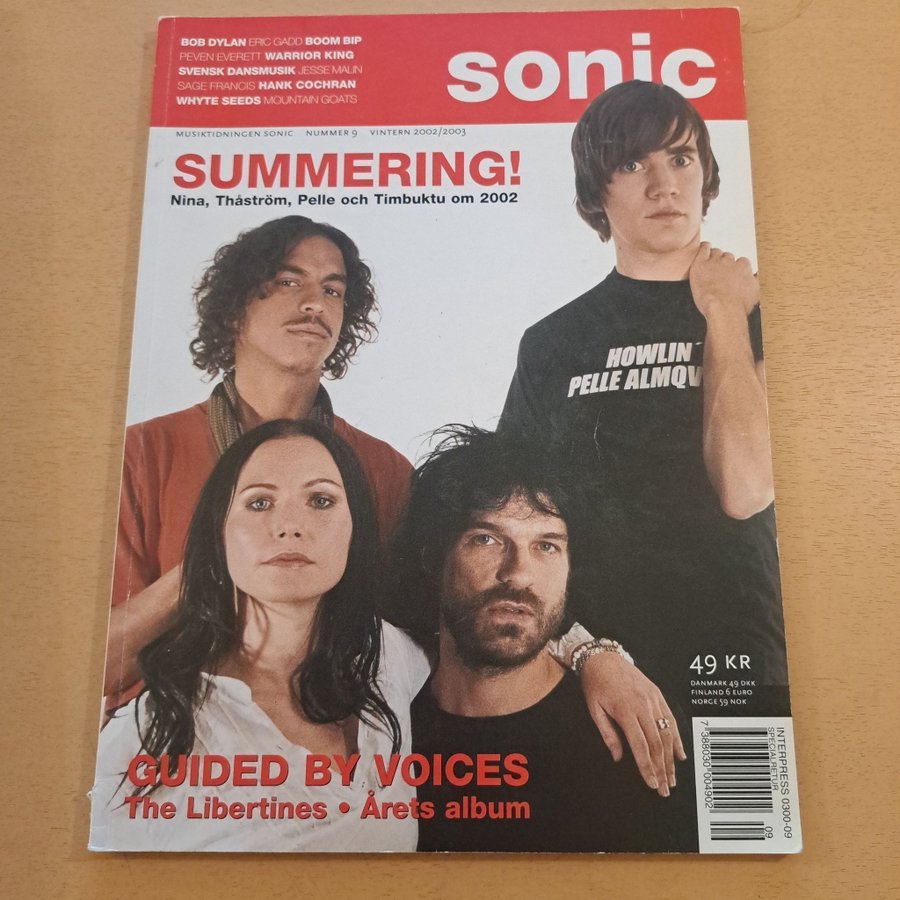 BOB DYLAN ERIC GADD BOOM BIP
PEVEN EVERETT WARRIOR KING
SVENSK DANSMUSIK JESSE MALIN
SAGE FRANCIS HANK COCHRAN
WHYTE SEEDS MOUNTAIN GOATS
sonic
MUSIKTIDNINGEN SONIC NUMMER 9 VINTERN 2002/2003
SUMMERING!
Nina, Thåström, Pelle och Timbuktu om 2002
HOWLIN'
PELLE ALMQV
49 KR
DANMARK 49 DKK
FINLAND 6 EURO
NORGE 59 NOK
GUIDED BY VOICES
The Libertines • Årets album
INTERPRESS 0300-09
SPECIALRETUR
7 388030 004902
09